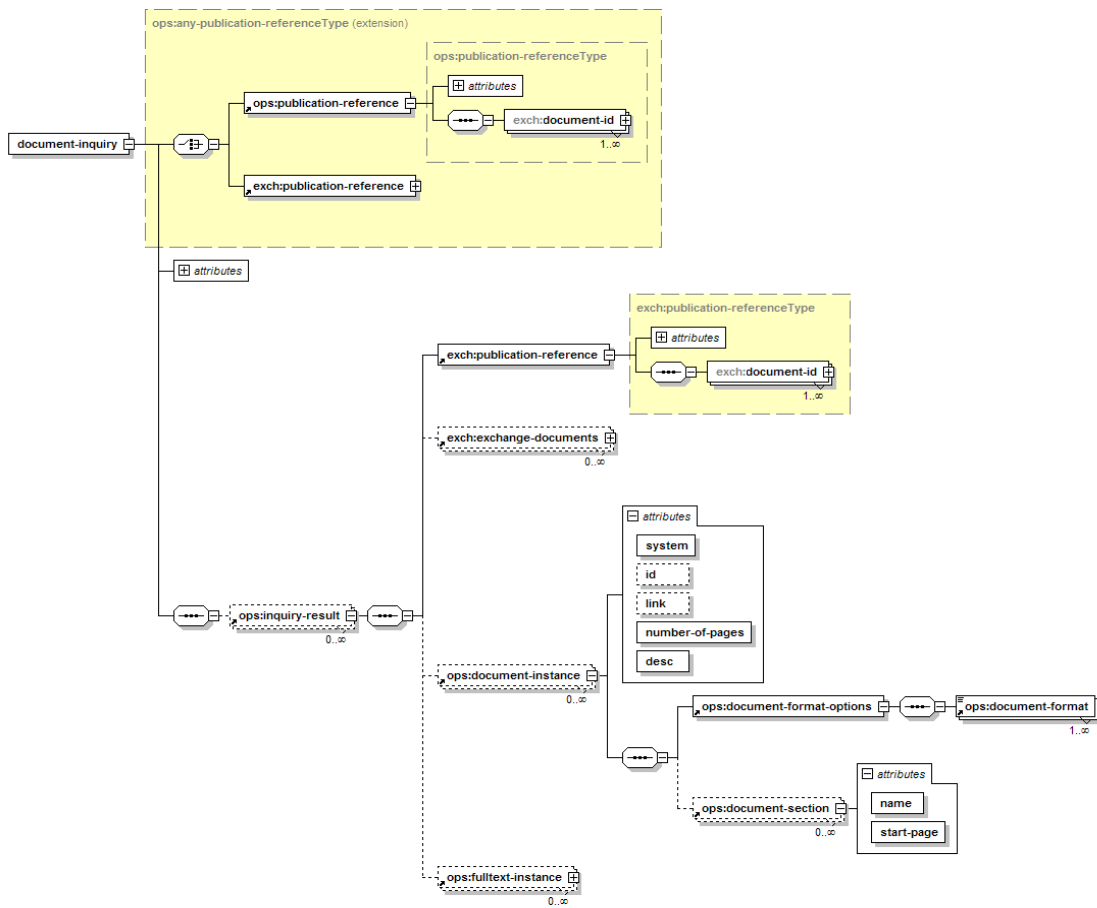 ops:any-publication-referenceType (extension)
ops:publication-referenceType
attributes
ops:publication-reference
exch:document-id
1..∞
document-inquiry
exch:publication-reference
attributes
exch:publication-referenceType
attributes
exch:publication-reference
exch:document-id
1..∞
exch:exchange-documents
0..∞
attributes
system
id
link
number-of-pages
desc
ops:inquiry-result
0..∞
ops:document-instance
0..∞
ops:document-format-options
ops:document-format
1..∞
attributes
name
start-page
ops:document-section
0..∞
ops:fulltext-instance
0..∞